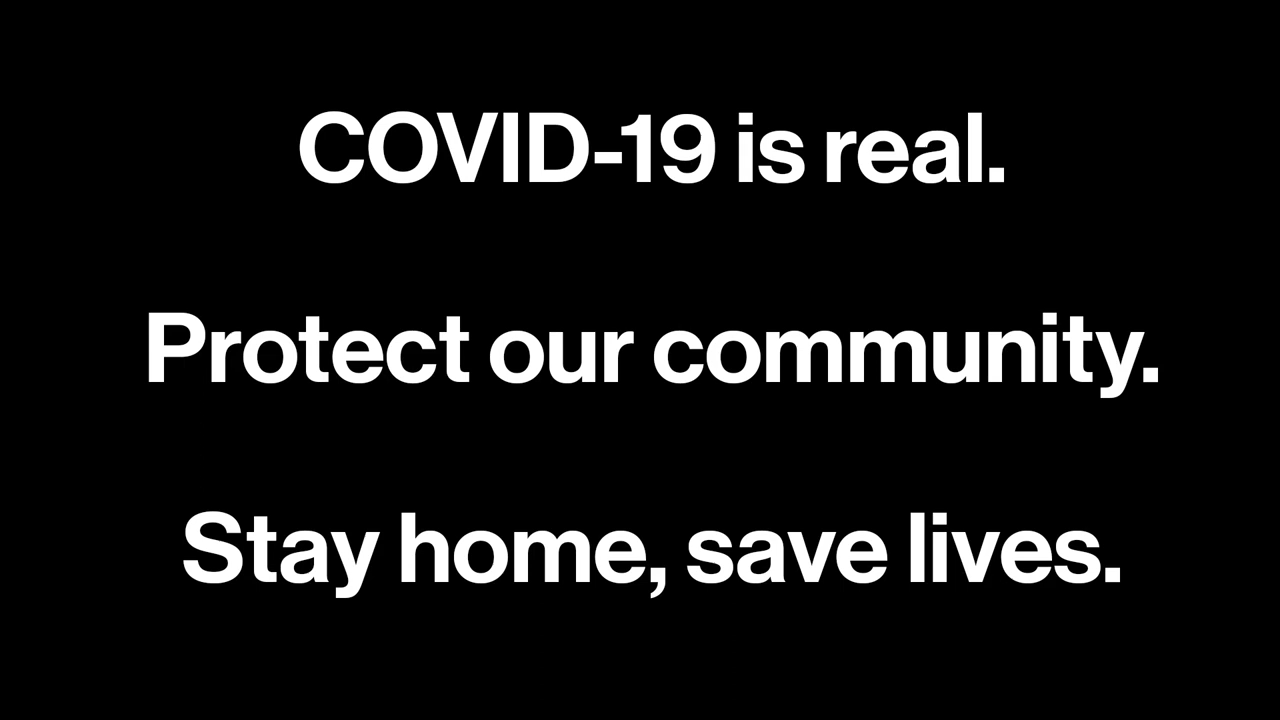 COVID-19 is real.
Protect our community.
Stay home, save lives.